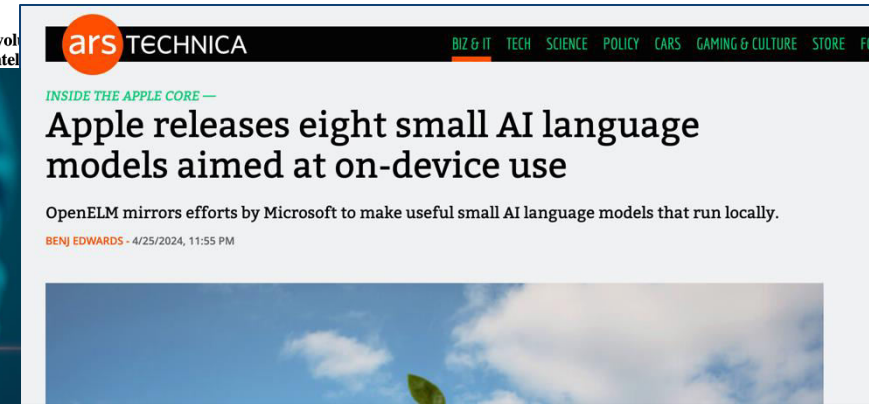 ars TECHNICA
BIZ & IT TECH SCIENCE POLICY CARS GAMING & CULTURE STORE
INSIDE THE APPLE CORE —
Apple releases eight small AI language
models aimed at on-device use
OpenELM mirrors efforts by Microsoft to make useful small AI language models that run locally.
BENJ EDWARDS - 4/25/2024, 11:55 PM